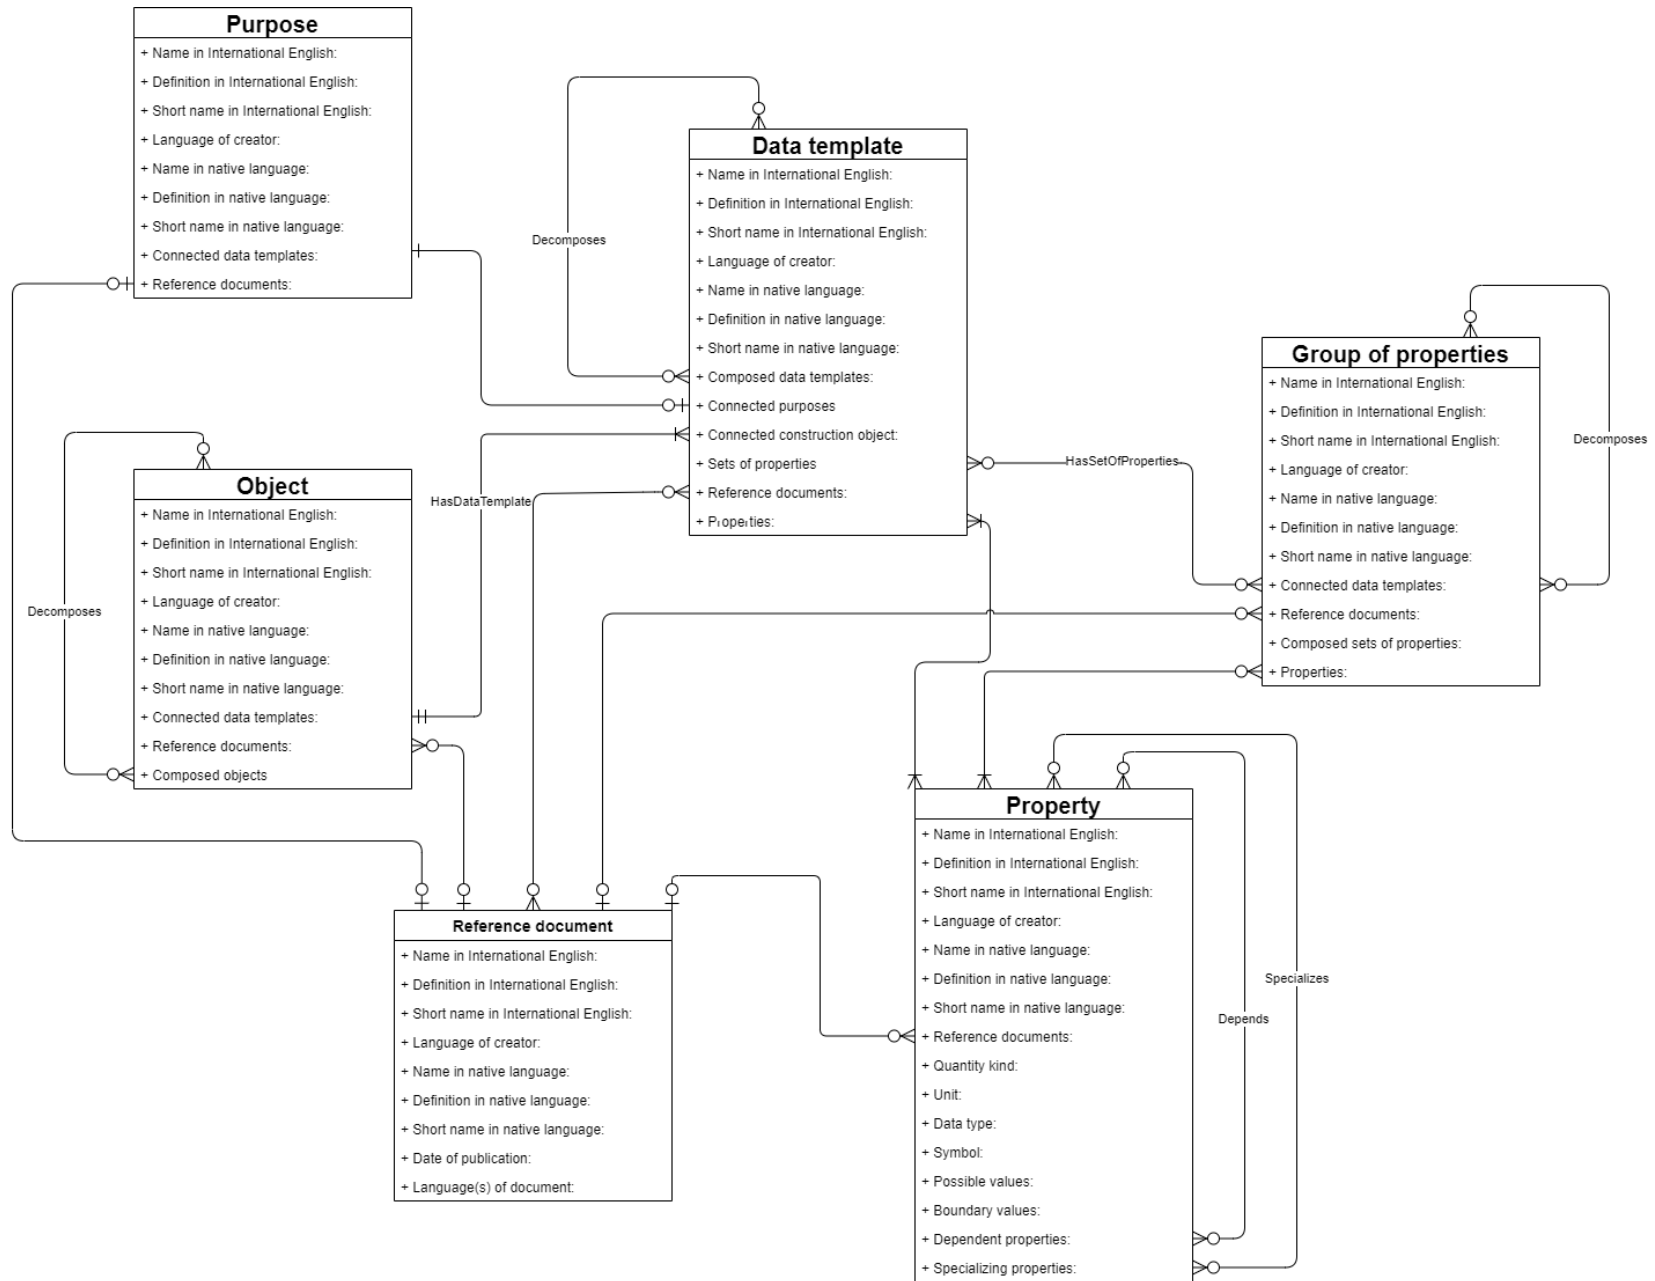 Purpose
+ Name in International English:
+ Definition in International English:
+ Short name in International English:
+ Language of creator:
+ Name in native language:
+ Definition in native language:
+ Short name in native language:
+ Connected data templates:
+ Reference documents:
Decomposes
Data template
+ Name in International English:
+ Definition in International English:
+ Short name in International English:
+ Language of creator:
+ Name in native language:
+ Definition in native language:
+ Short name in native language:
+ Composed data templates:
+ Connected purposes
+ Connected construction object:
+ Sets of properties
+ Reference documents:
+ Properties:
HasSetOfProperties
Group of properties
+ Name in International English:
+ Definition in International English:
+ Short name in International English:
+ Language of creator:
+ Name in native language:
+ Definition in native language:
+ Short name in native language:
+ Connected data templates:
+ Reference documents:
+ Composed sets of properties:
+ Properties:
Decomposes
Decomposes
Object
+ Name in International English:
+ Definition in International English:
+ Short name in International English:
+ Language of creator:
+ Name in native language:
+ Definition in native language:
+ Short name in native language:
+ Connected data templates:
+ Reference documents:
+ Composed objects
HasDataTemplate
Reference document
+ Name in International English:
+ Definition in International English:
+ Short name in International English:
+ Language of creator:
+ Name in native language:
+ Definition in native language:
+ Short name in native language:
+ Date of publication:
+ Language(s) of document:
Property
+ Name in International English:
+ Definition in International English:
+ Short name in International English:
+ Language of creator:
+ Name in native language:
+ Definition in native language:
+ Short name in native language:
+ Reference documents:
+ Quantity kind:
+ Unit:
+ Data type:
+ Symbol:
+ Possible values:
+ Boundary values:
+ Dependent properties:
+ Specializing properties:
Specializes
Depends